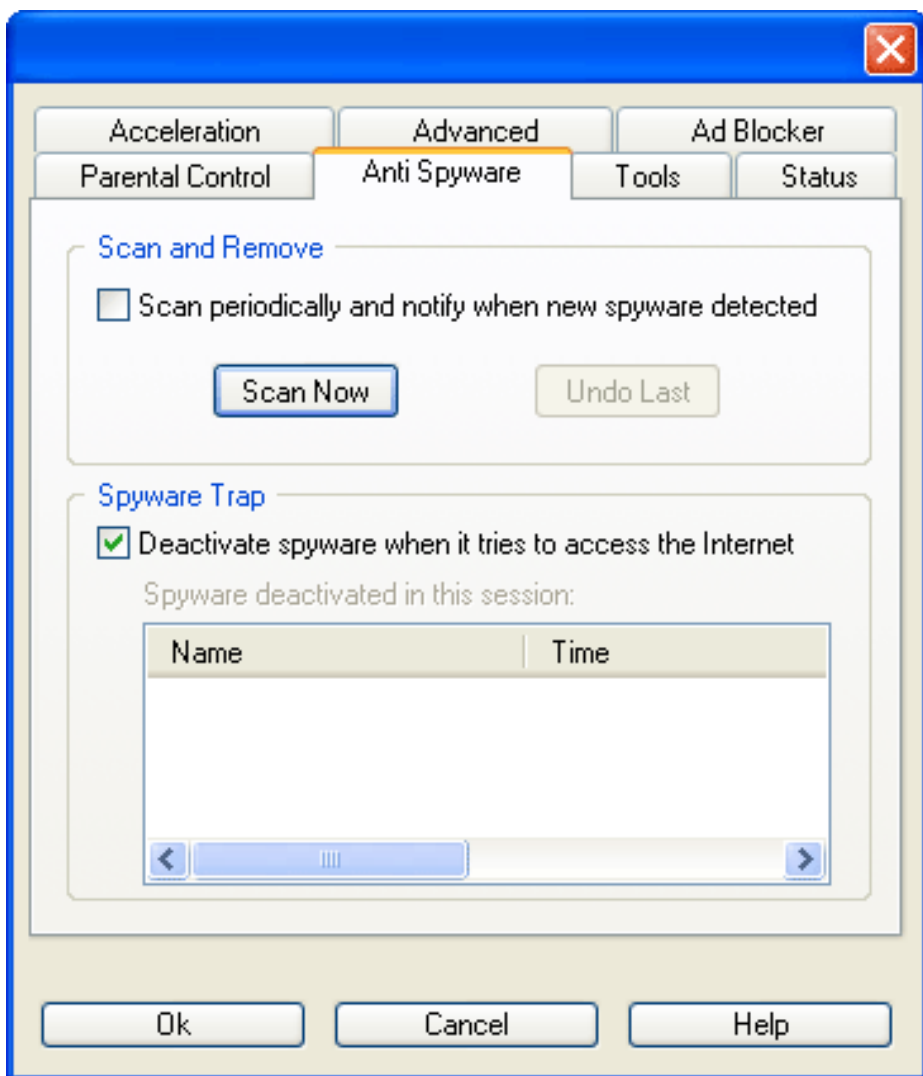 Acceleration Advanced Ad Blocker
Parental Control Anti Spyware Tools Status
Scan and Remove
Scan periodically and notify when new spyware detected
Scan Now Undo Last
Spyware Trap
Deactivate spyware when it tries to access the Internet
Spyware deactivated in this session:
Name Time
Ok Cancel Help